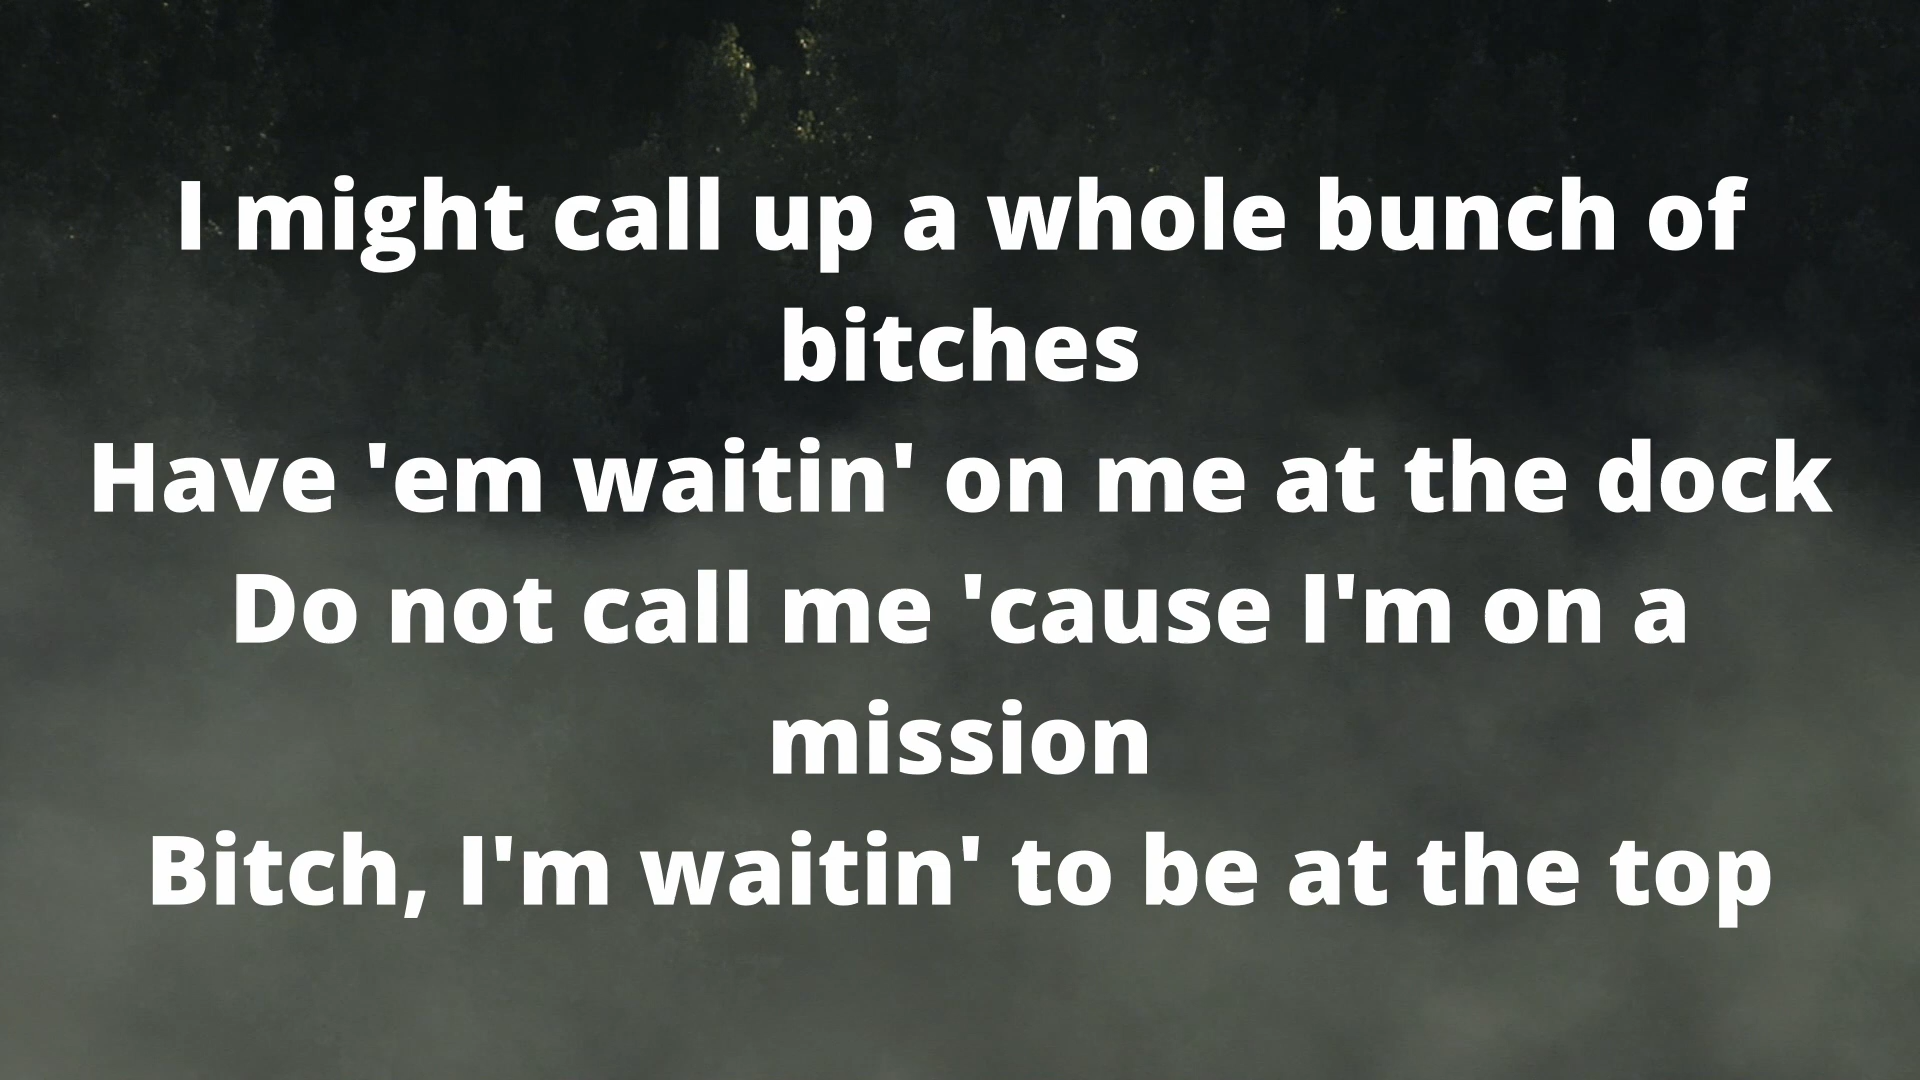 I might call up a whole bunch of
bitches
Have 'em waitin' on me at the dock
Do not call me 'cause I'm on a
mission
Bitch, I'm waitin' to be at the top